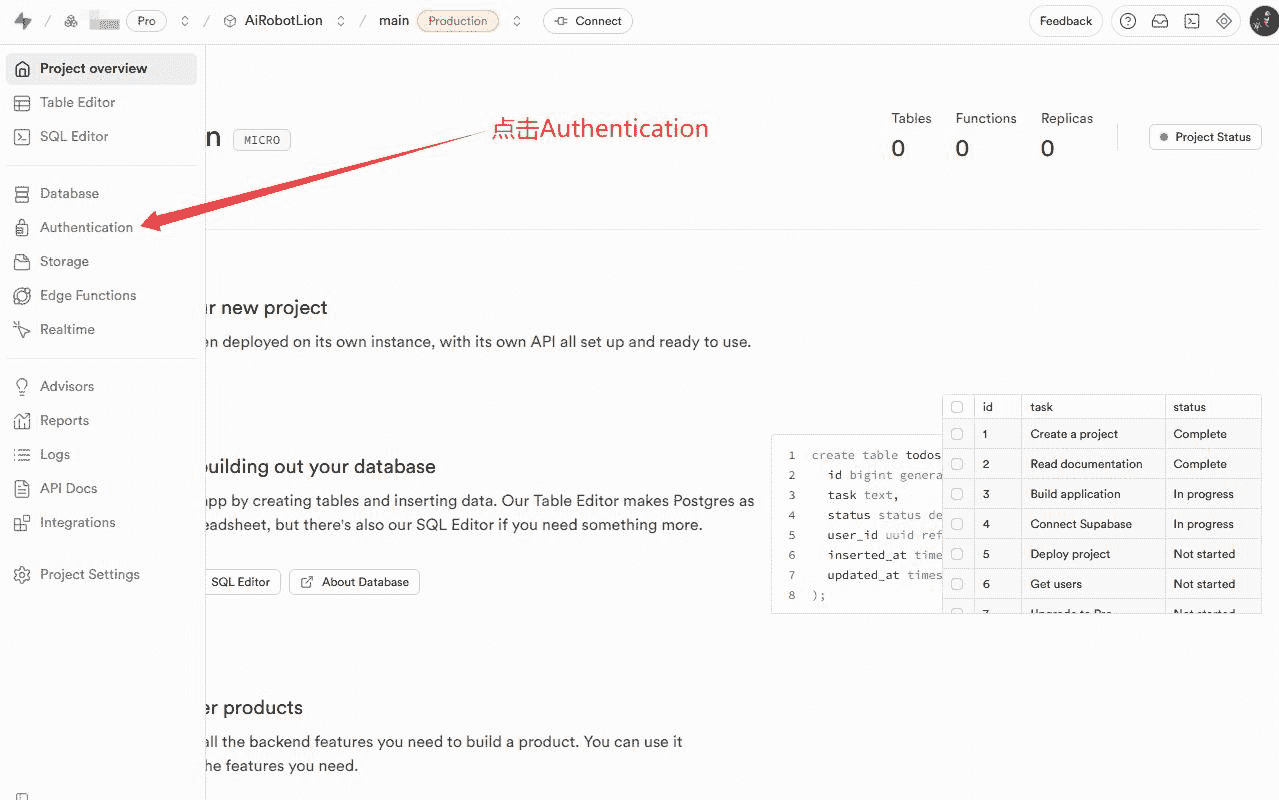 Pro
AiRobotLion
main
Production
Connect
Feedback
Project overview
Table Editor
SQL Editor
Database
Authentication
Storage
Edge Functions
Realtime
Advisors
Reports
Logs
API Docs
Integrations
Project Settings
n MICRO
点击Authentication
Tables Functions Replicas
0 0 0
Project Status
r new project
en deployed on its own instance, with its own API all set up and ready to use.
building out your database
app by creating tables and inserting data. Our Table Editor makes Postgres as
eadsheet, but there's also our SQL Editor if you need something more.
SQL Editor
About Database
1 create table todos
2 id bigint genera
3 task text,
4 status status de
5 user_id uuid ref
6 inserted_at time
7 updated_at times
8 );
id task status
1 Create a project Complete
2 Read documentation Complete
3 Build application In progress
4 Connect Supabase In progress
5 Deploy project Not started
6 Get users Not started
7 Upgrade to Pro Not started
er products
all the backend features you need to build a product. You can use it
he features you need.